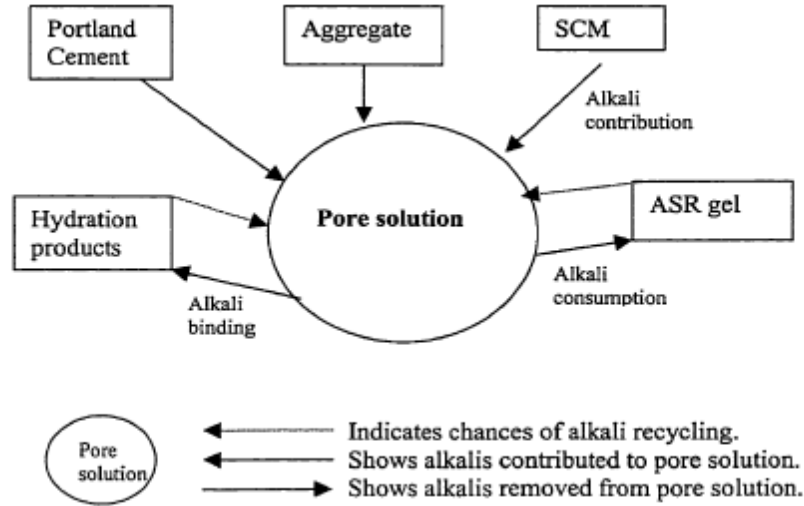 Portland
Cement
Aggregate
SCM
Alkali
contribution
Pore solution
Hydration
products
ASR gel
Alkali
binding
Alkali
consumption
Pore
solution
Indicates chances of alkali recycling.
Shows alkalis contributed to pore solution.
Shows alkalis removed from pore solution.